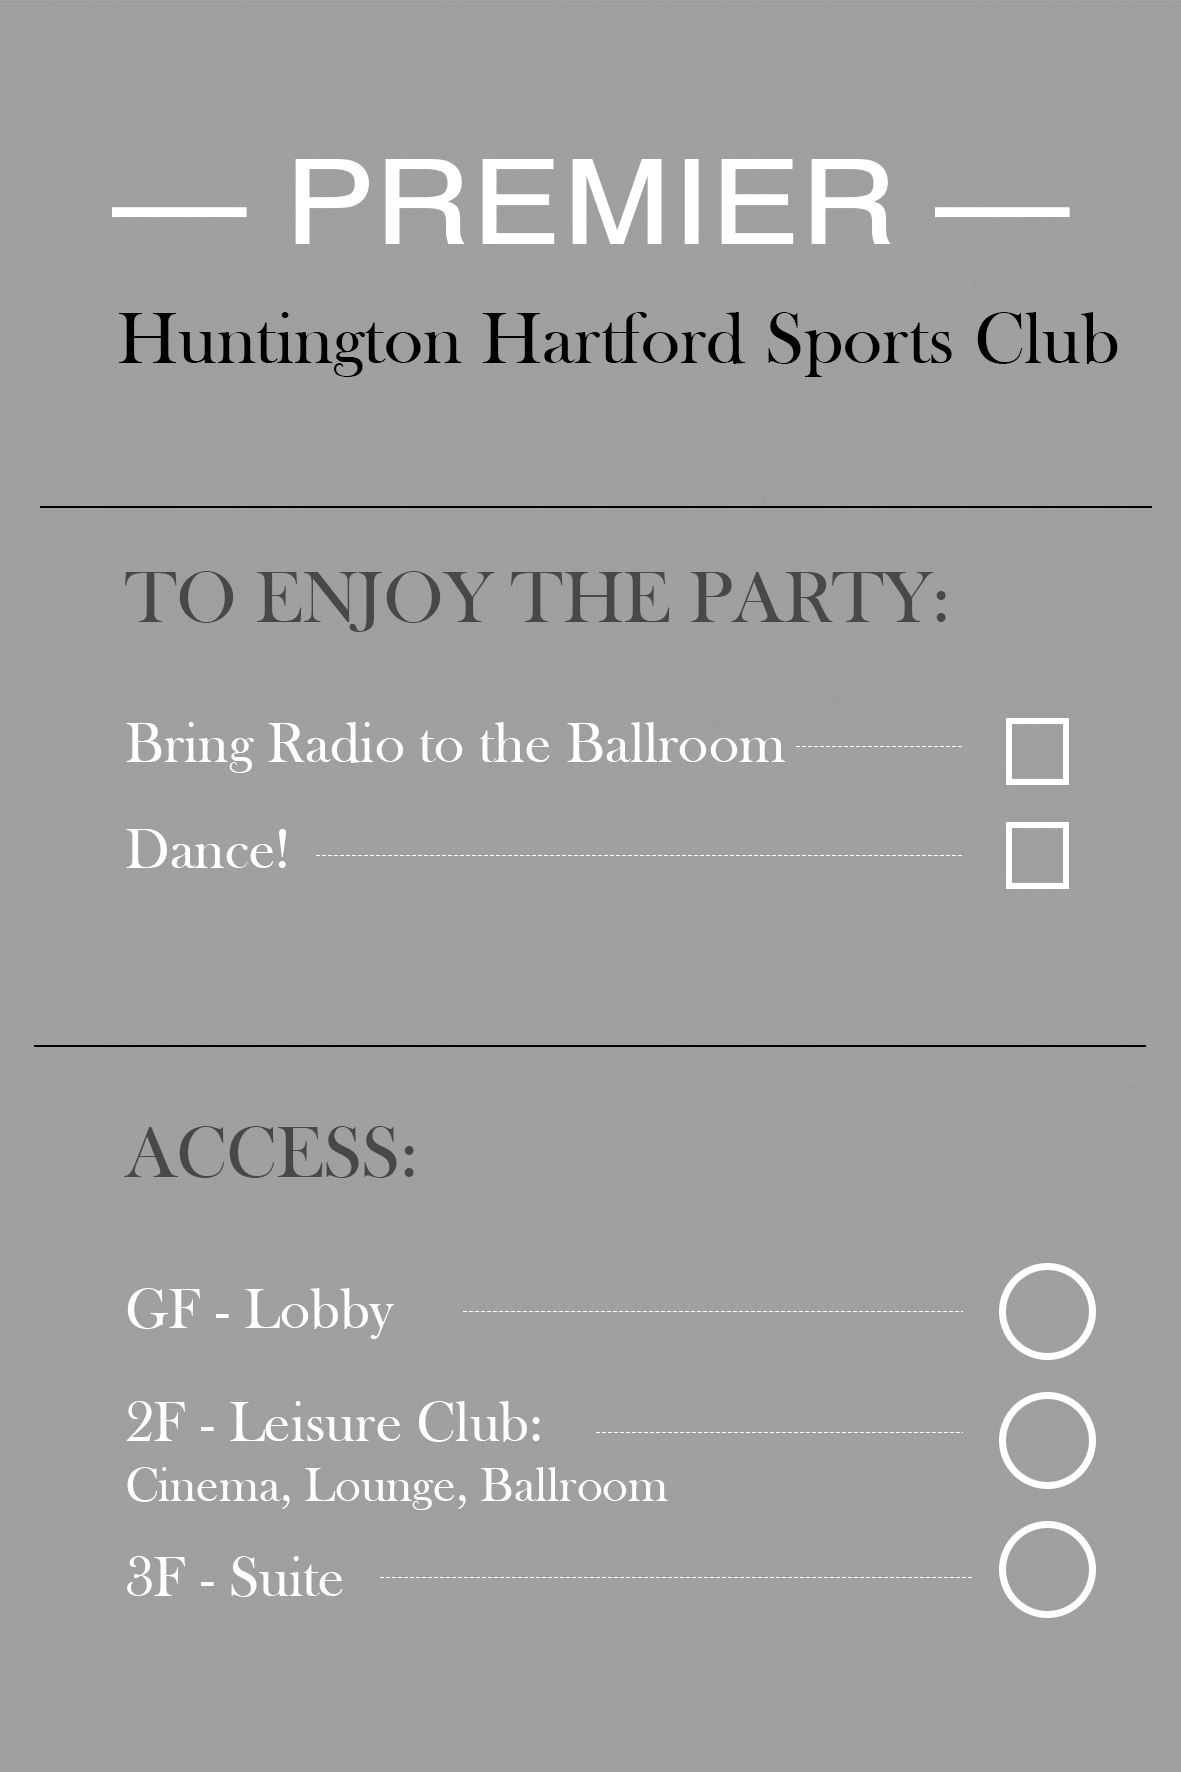 — PREMIER —
Huntington Hartford Sports Club
TO ENJOY THE PARTY:
Bring Radio to the Ballroom
Dance!
ACCESS:
GF - Lobby
2F - Leisure Club:
Cinema, Lounge, Ballroom
3F - Suite